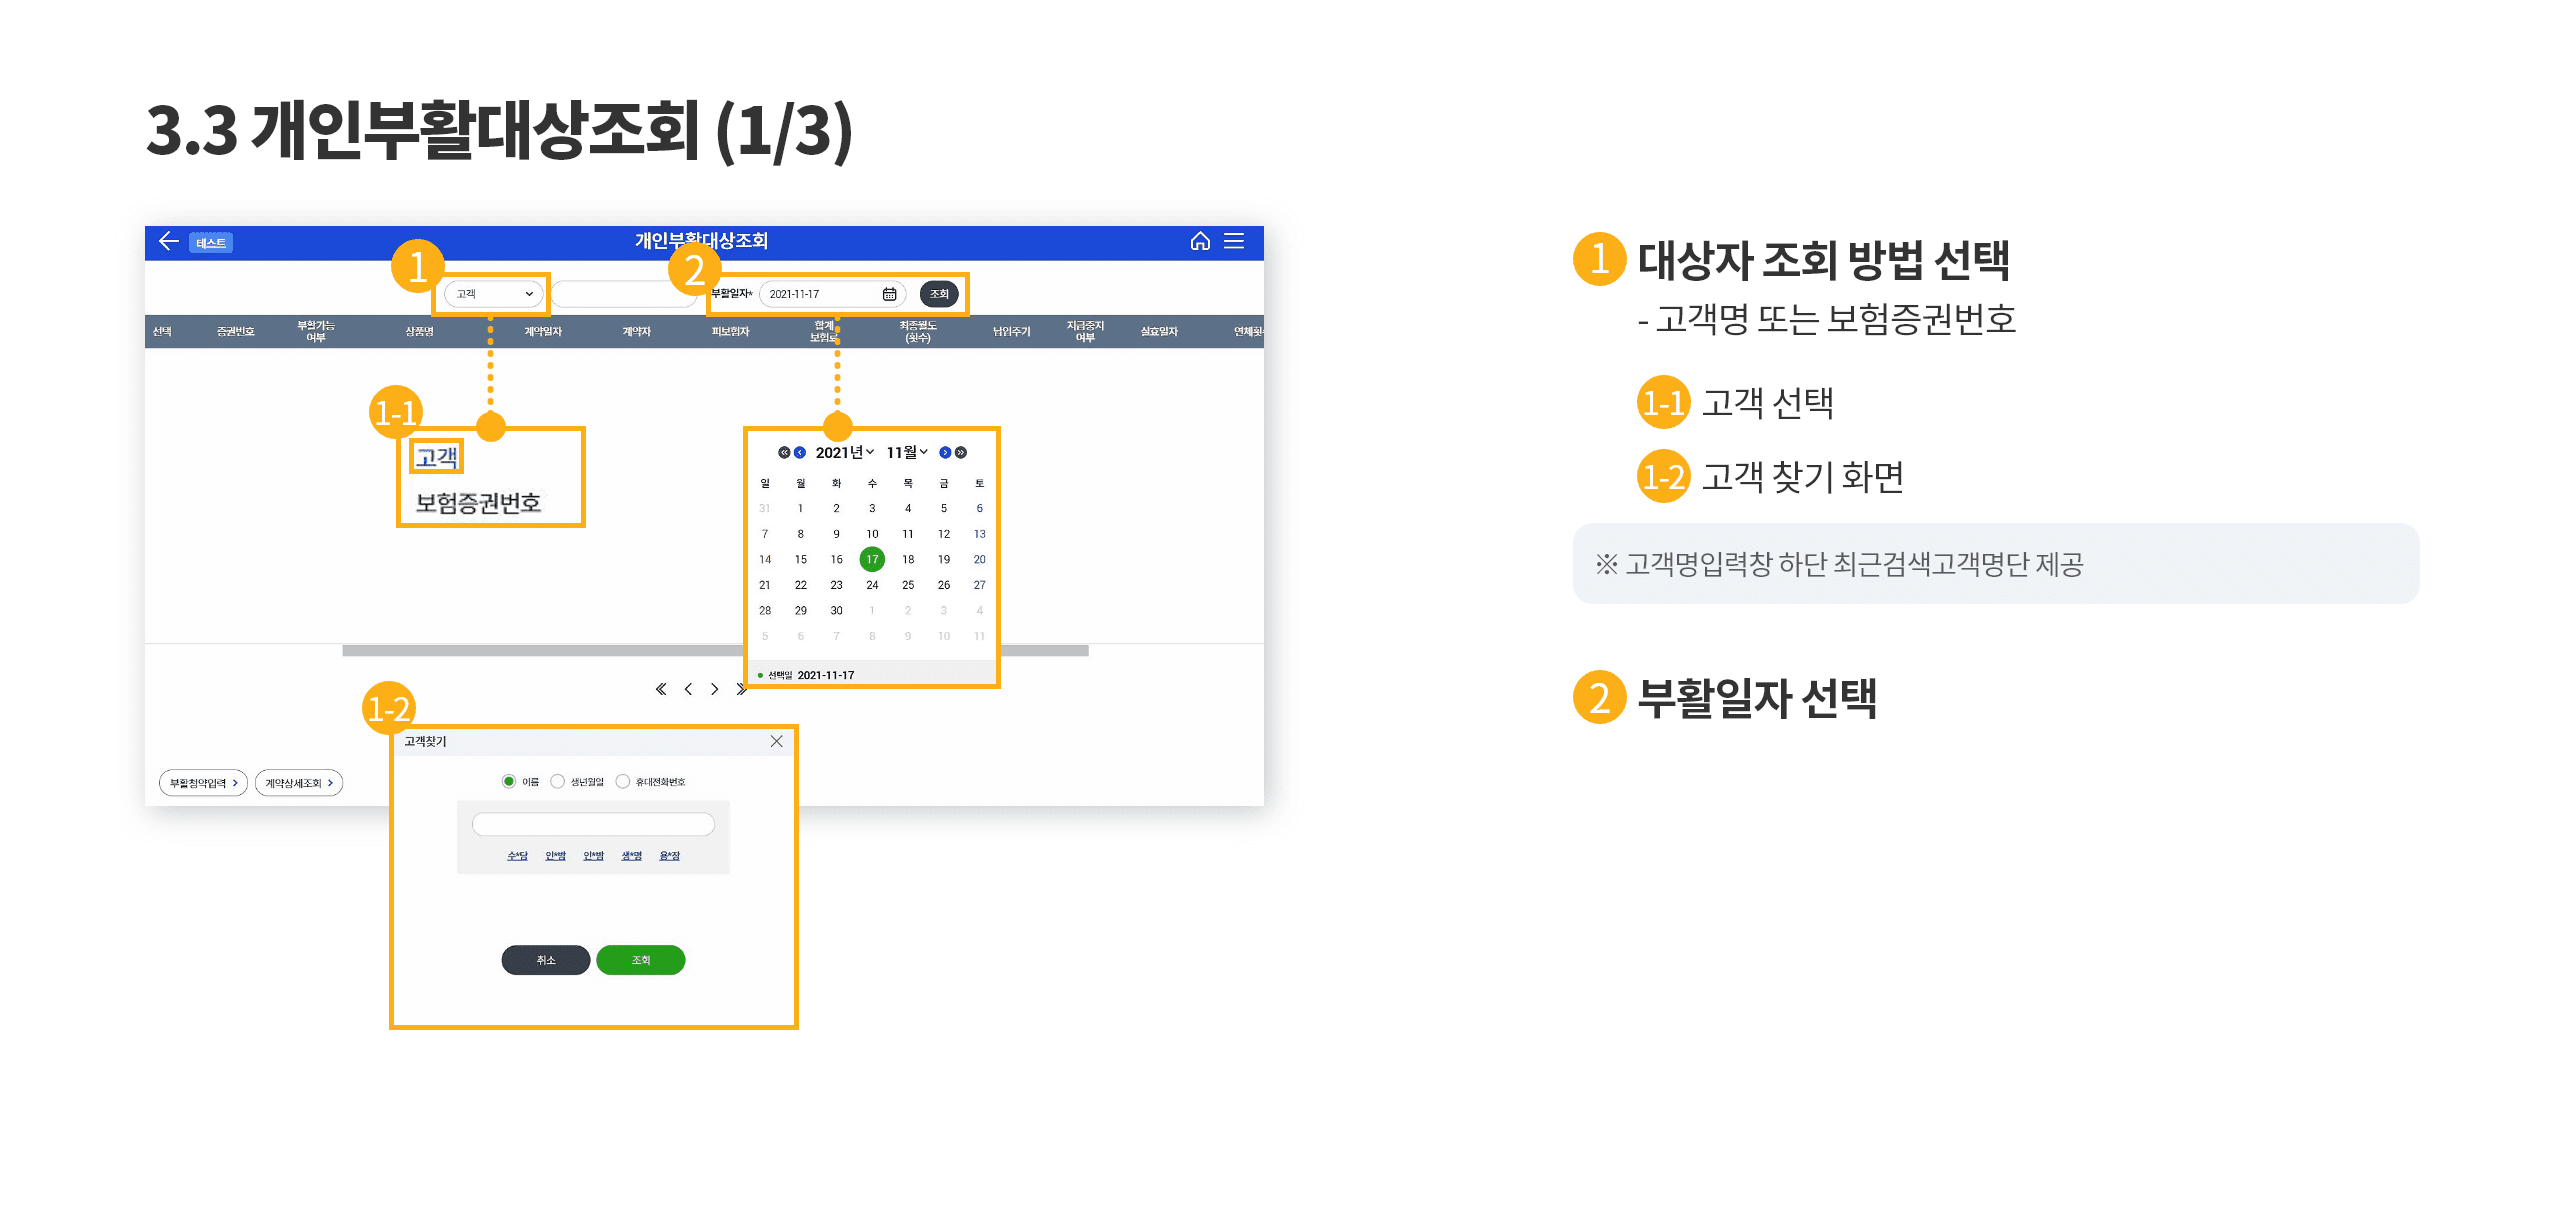 3.3 개인부활대상조회 (1/3)
테스트
개인부활대상조회
1
2
고객
부활일자*
2021-11-17
조회
선택 증권번호 부활가능 여부 상품명 계약일자 계약자 피보험자 합계 보험료 최종월도 (횟수) 납입주기 지급중지 여부 실효일자
1-1
고객
보험증권번호
2021년 11월
일 월 화 수 목 금 토
31 1 2 3 4 5 6
7 8 9 10 11 12 13
14 15 16 17 18 19 20
21 22 23 24 25 26 27
28 29 30 1 2 3 4
5 6 7 8 9 10 11
선택일 2021-11-17
1-2
부활청약입력
계약상세조회
고객찾기
이름 생년월일 휴대전화번호
수*담 인*밤 인*밤 생*명 용*장
취소
조회
1 대상자 조회 방법 선택
- 고객명 또는 보험증권번호
1-1 고객 선택
1-2 고객 찾기 화면
※ 고객명입력창 하단 최근검색고객명단 제공
2 부활일자 선택